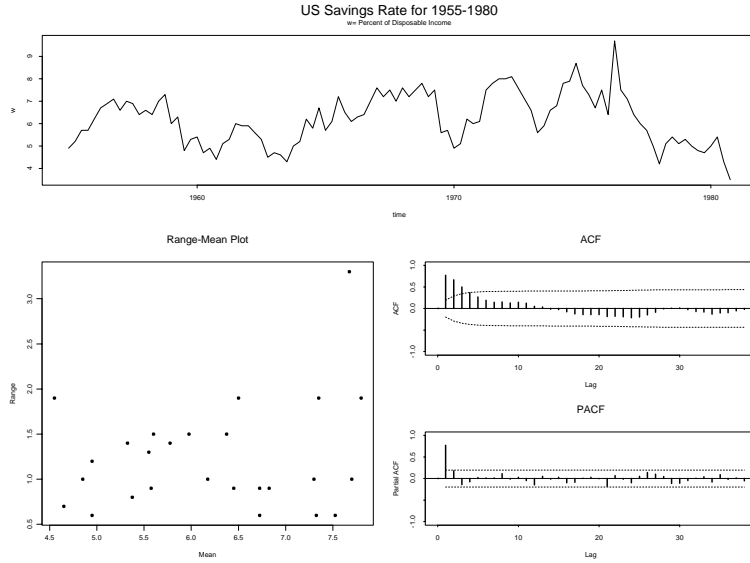 US Savings Rate for 1955-1980
w= Percent of Disposable Income
w
4 5 6 7 8 9
1960 1970 1980
time
Range-Mean Plot
Range
0.5 1.0 1.5 2.0 2.5 3.0
4.5 5.0 5.5 6.0 6.5 7.0 7.5
Mean
ACF
ACF
-1.0 0.0 0.5 1.0
0 10 20 30
Lag
PACF
Partial ACF
-1.0 0.0 0.5 1.0
0 10 20 30
Lag